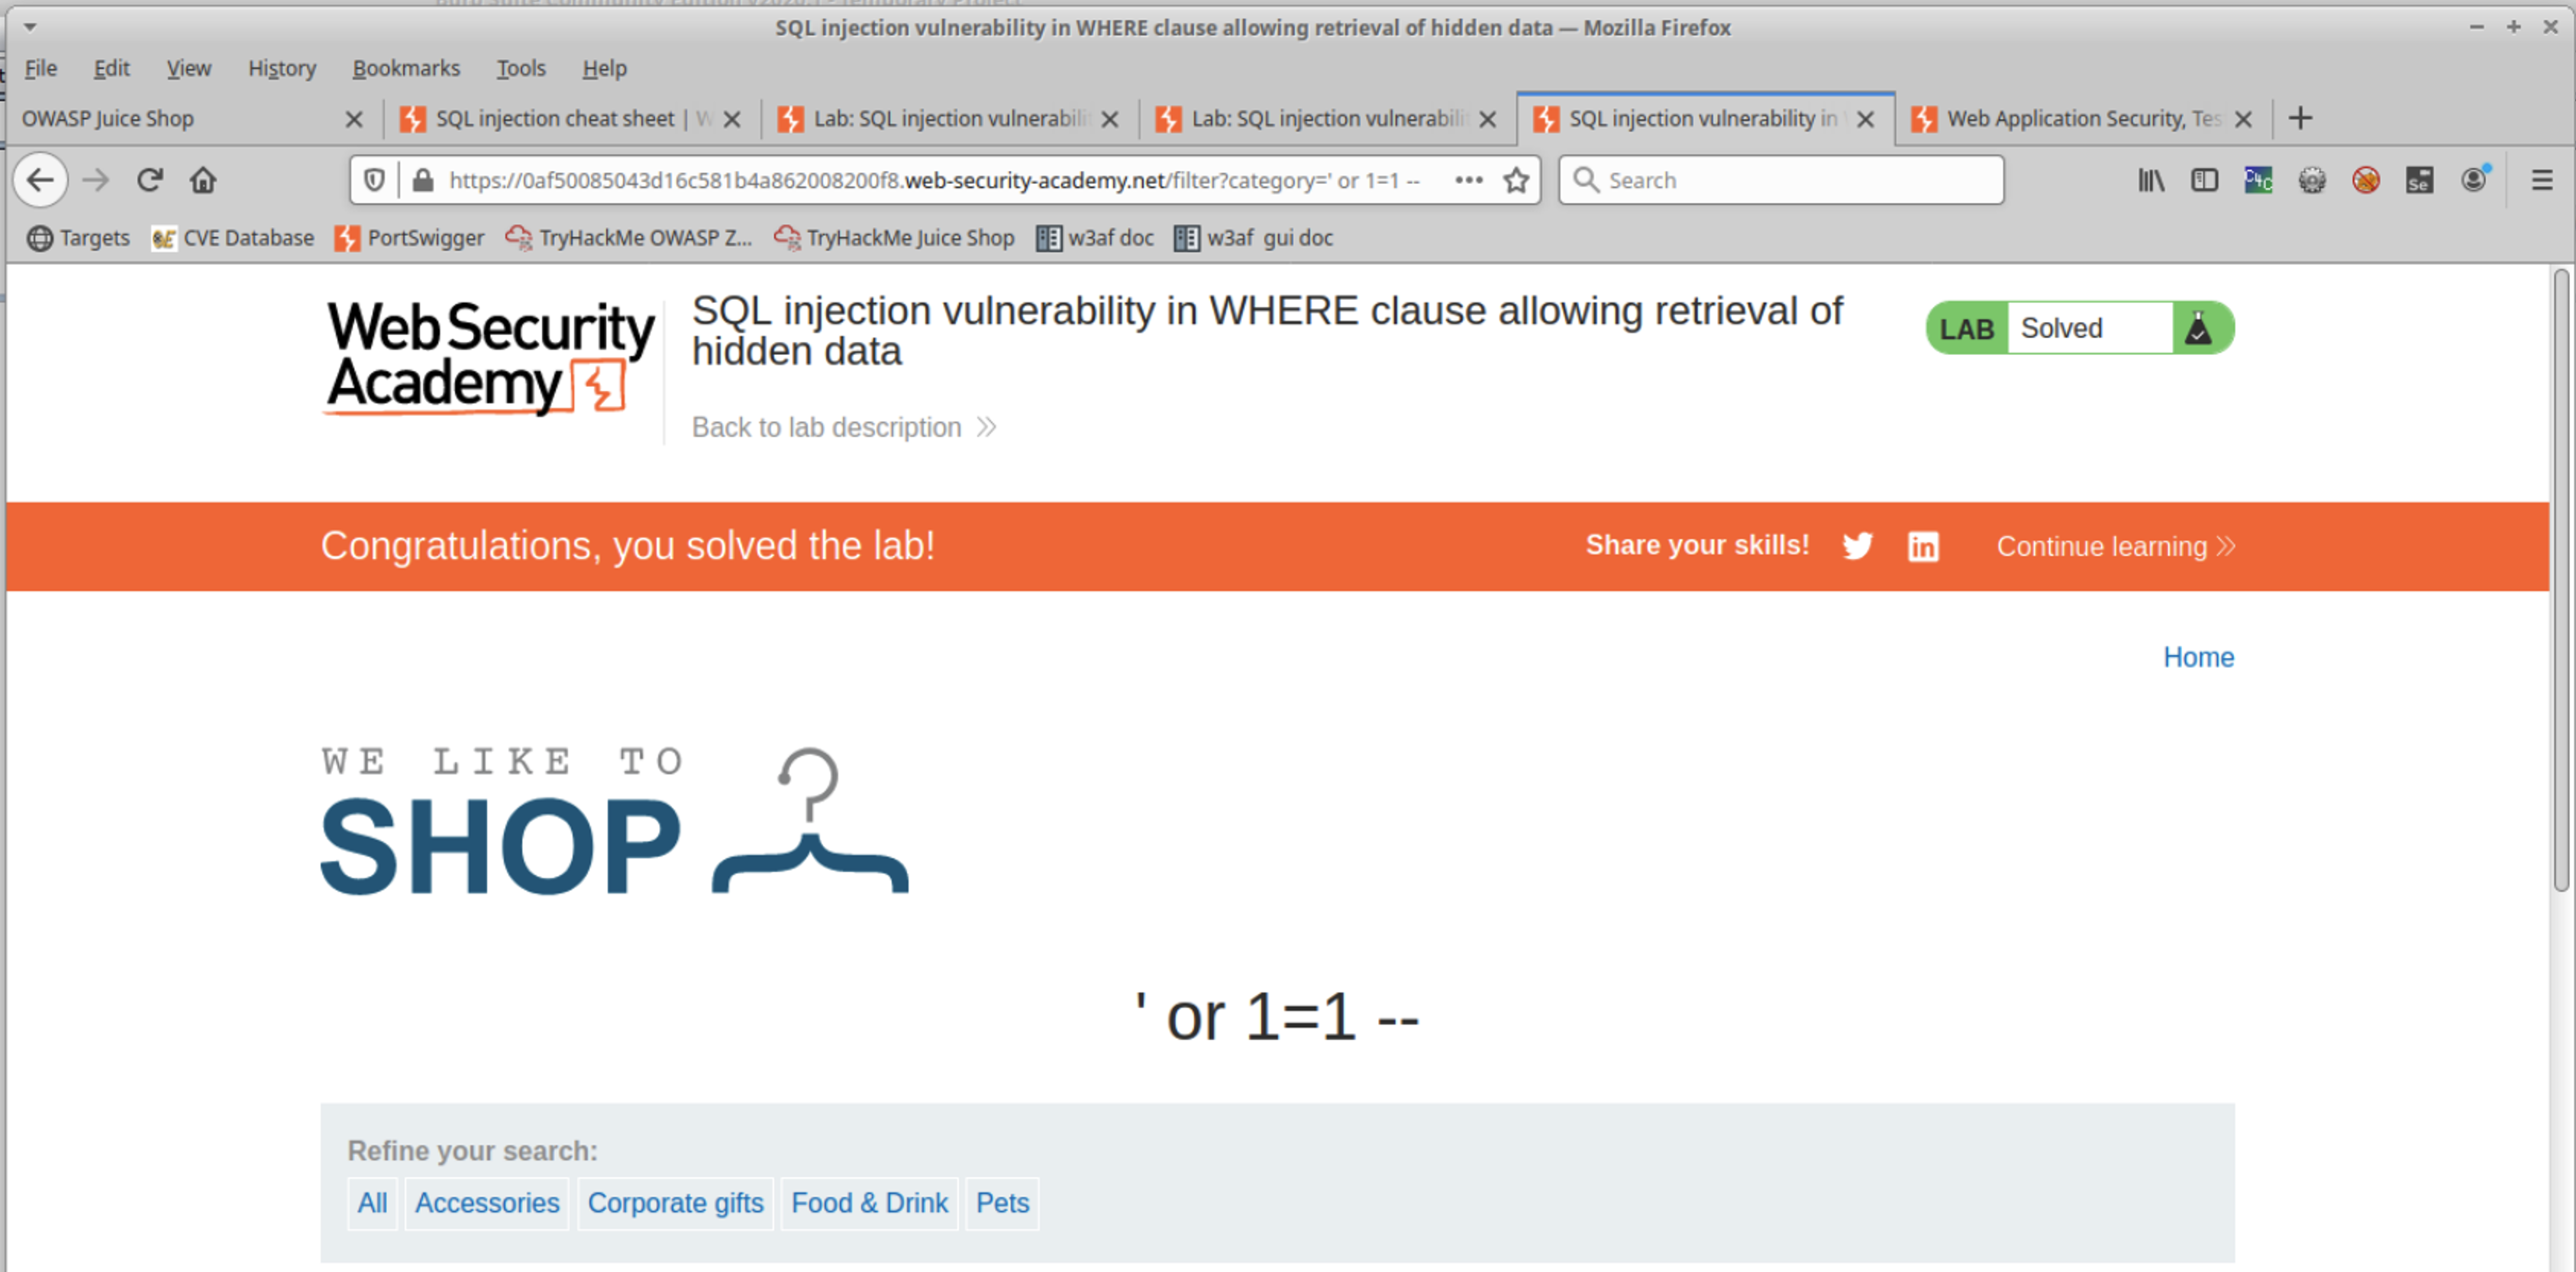 SQL injection vulnerability in WHERE clause allowing retrieval of hidden data — Mozilla Firefox
File Edit View History Bookmarks Tools Help
OWASP Juice Shop SQL injection cheat sheet | W Lab: SQL injection vulnerabili Lab: SQL injection vulnerabili SQL injection vulnerability in Web Application Security, Tes
https://0af50085043d16c581b4a862008200f8.web-security-academy.net/filter?category=' or 1=1 -- Search
Targets CVE Database PortSwigger TryHackMe OWASP Z... TryHackMe Juice Shop w3af doc w3af gui doc
Web Security
Academy
SQL injection vulnerability in WHERE clause allowing retrieval of
hidden data
LAB Solved
Back to lab description
Congratulations, you solved the lab! Share your skills! Continue learning
Home
WE LIKE TO
SHOP
' or 1=1 --
Refine your search:
All Accessories Corporate gifts Food & Drink Pets